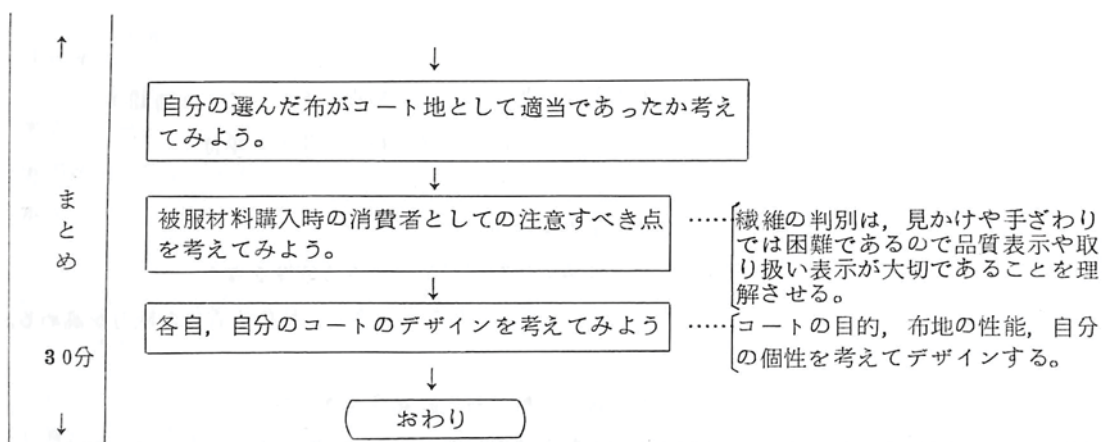 ↑
↓
自分の選んだ布がコート地として適当であったか考え
てみよう。
↓
まとめ
被服材料購入時の消費者としての注意すべき点
を考えてみよう。
……繊維の判別は，見かけや手ざわり
では困難であるので品質表示や取
り扱い表示が大切であることを理
解させる。
↓
各自，自分のコートのデザインを考えてみよう
……コートの目的，布地の性能，自分
の個性を考えてデザインする。
30分
↓
おわり
↓